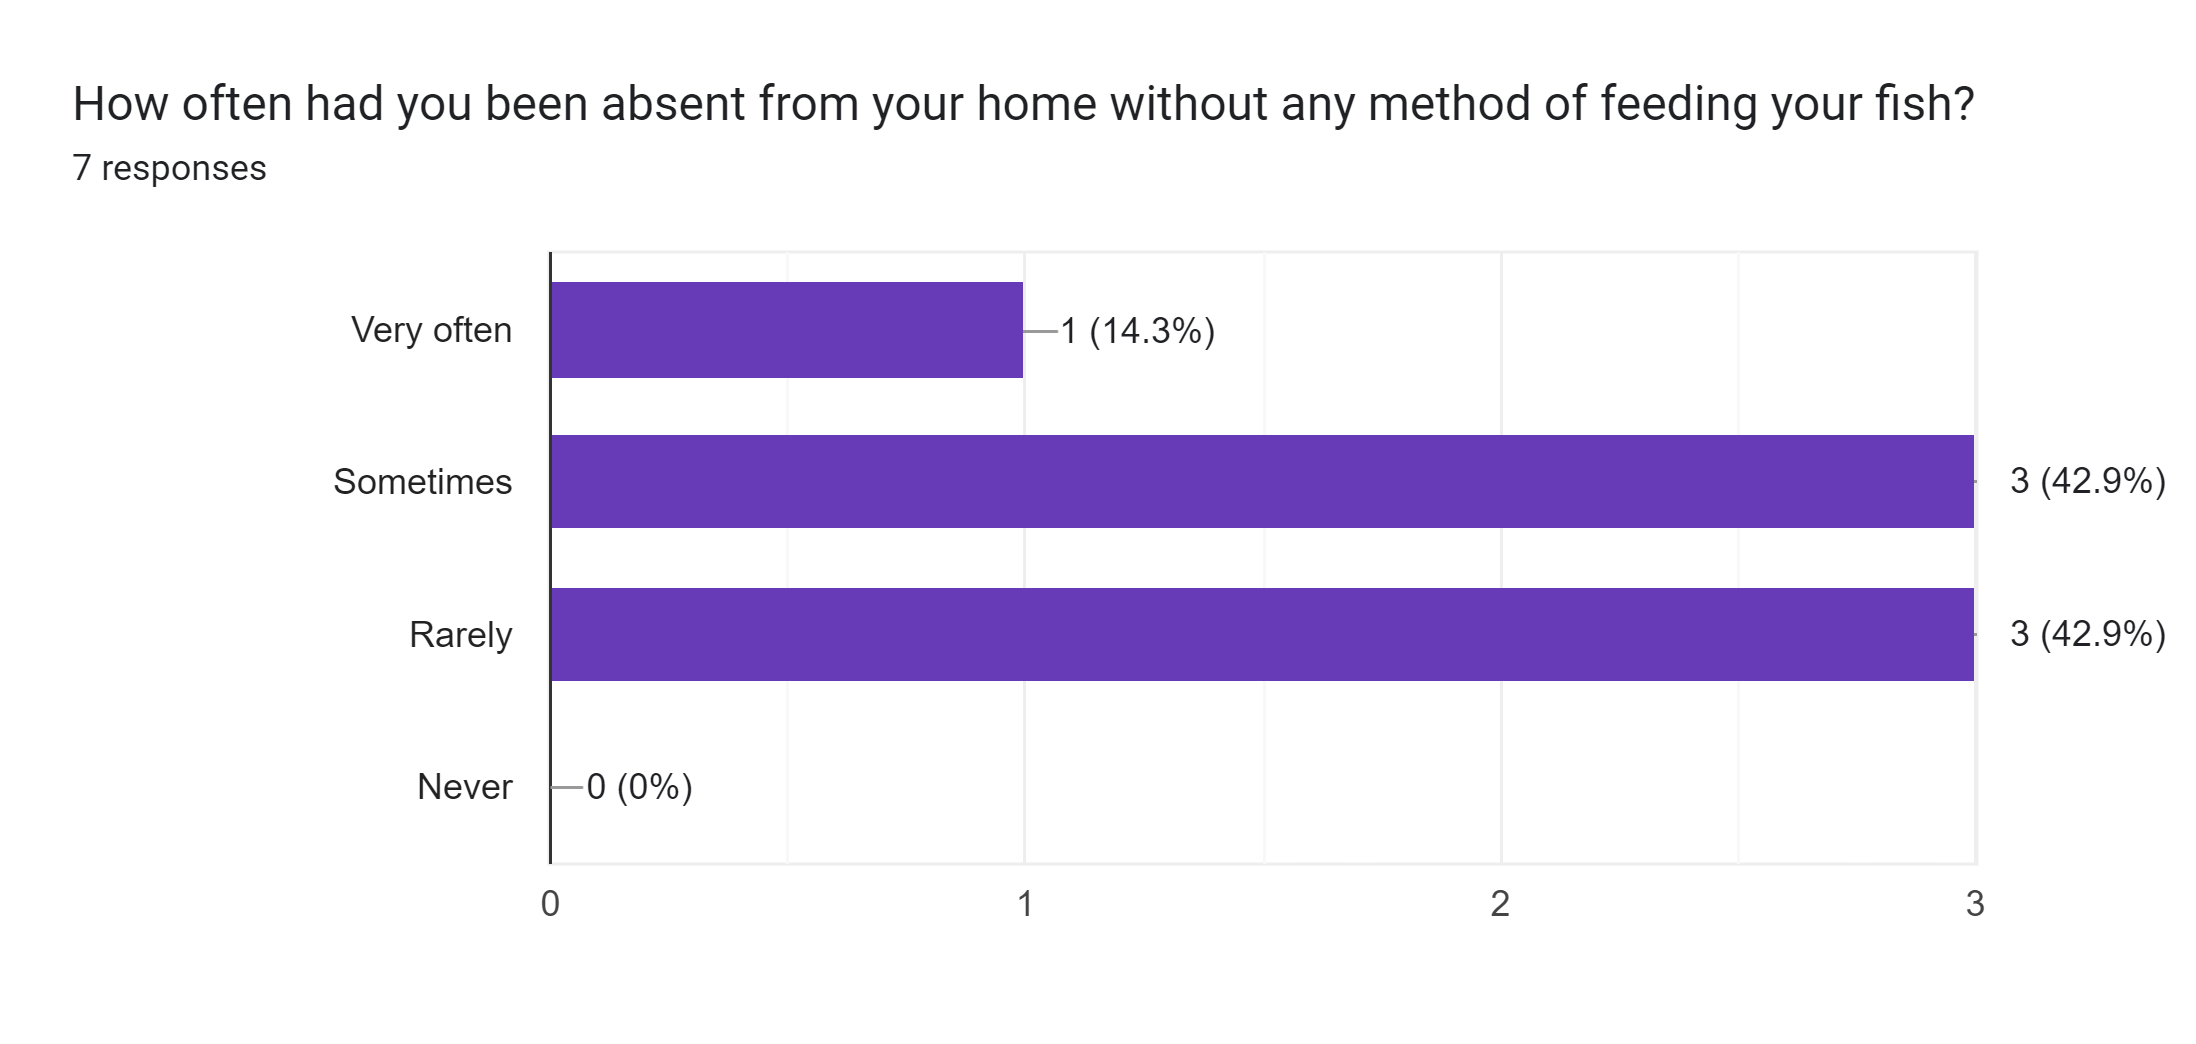 How often had you been absent from your home without any method of feeding your fish?
7 responses
Very often
1 (14.3%)
Sometimes
3 (42.9%)
Rarely
3 (42.9%)
Never
0 (0%)
0 1 2 3